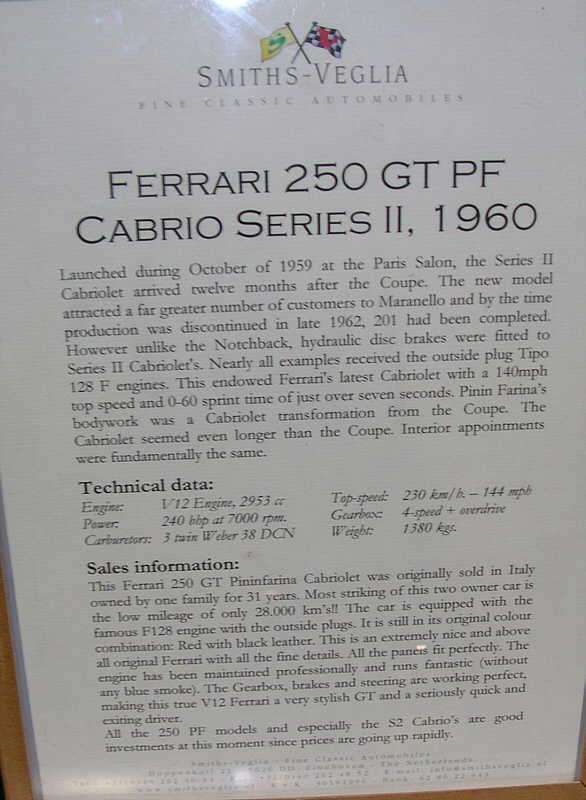 SMITHS-VEGLIA
FINE CLASSIC AUTOMOBILES
FERRARI 250 GT PF
CABRIO SERIES II, 1960
Launched during October of 1959 at the Paris Salon, the Series II
Cabriolet arrived twelve months after the Coupe. The new model
attracted a far greater number of customers to Maranello and by the time
production was discontinued in late 1962, 201 had been completed.
However unlike the Notchback, hydraulic disc brakes were fitted to
Series II Cabriolet's. Nearly all examples received the outside plug Tipo
128 F engines. This endowed Ferrari's latest Cabriolet with a 140mph
top speed and 0-60 sprint time of just over seven seconds. Pinin Farina's
bodywork was a Cabriolet transformation from the Coupe. The
Cabriolet seemed even longer than the Coupe. Interior appointments
were fundamentally the same.
Technical data:
Engine: V12 Engine, 2953 cc
Power: 240 bhp at 7000 rpm.
Carburetors: 3 twin Weber 38 DCN
Top-speed: 230 km/h. – 144 mph
Gearbox: 4-speed + overdrive
Weight: 1380 kgs.
Sales information:
This Ferrari 250 GT Pininfarina Cabriolet was originally sold in Italy
owned by one family for 31 years. Most striking of this two owner car is
the low mileage of only 28.000 km's!! The car is equipped with the
famous F128 engine with the outside plugs. It is still in its original colour
combination: Red with black leather. This is an extremely nice and above
all original Ferrari with all the fine details. All the panels fit perfectly. The
engine has been maintained professionally and runs fantastic (without
any blue smoke). The Gearbox, brakes and steering are working perfect,
making this true V12 Ferrari a very stylish GT and a seriously quick and
exiting driver.
All the 250 PF models and especially the S2 Cabrio's are good
investments at this moment since prices are going up rapidly.
Smiths-Veglia - Fine Classic Automobiles
The Netherlands
E-mail: info@smithsveglia.nl
www.smithsveglia.nl